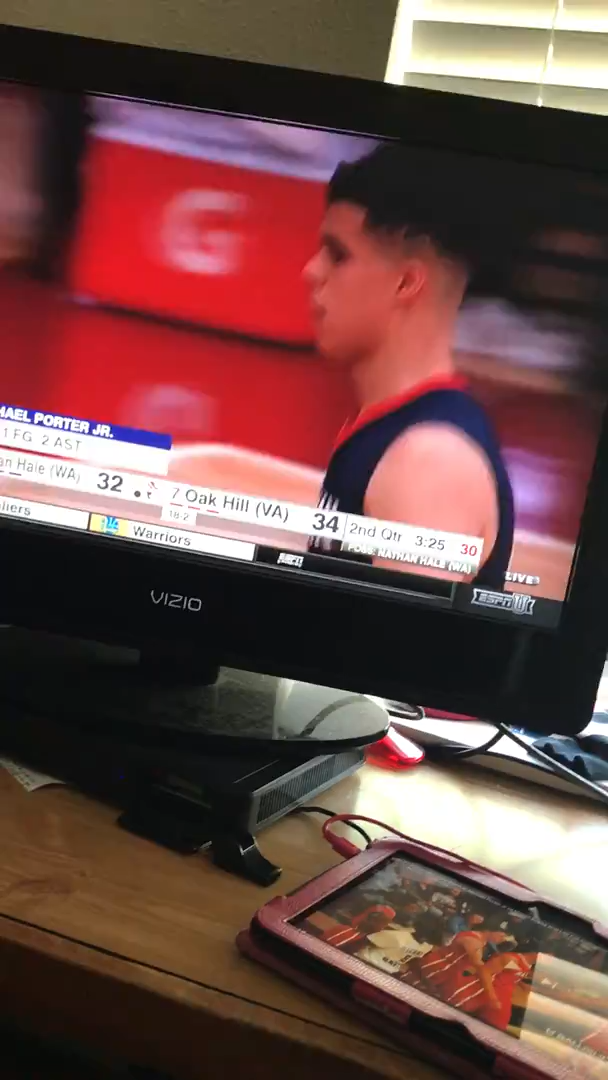 G
HAEL PORTER JR.
1 FG 2 AST
an Hale (WA) 32 7 Oak Hill (VA) 34 2nd Qtr 3:25 30
18-2
POSS: NATHAN HALE (WA)
liers Warriors
LIVE
ESPNU
VIZIO